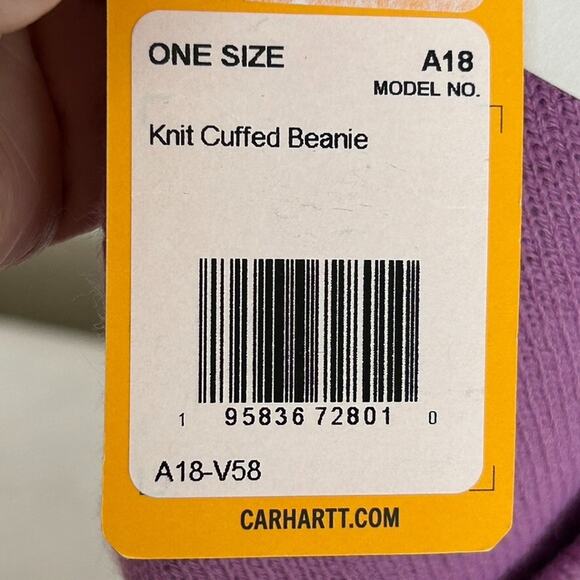 ONE SIZE A18
MODEL NO.
Knit Cuffed Beanie
1 95836 72801 0
A18-V58
CARHARTT.COM